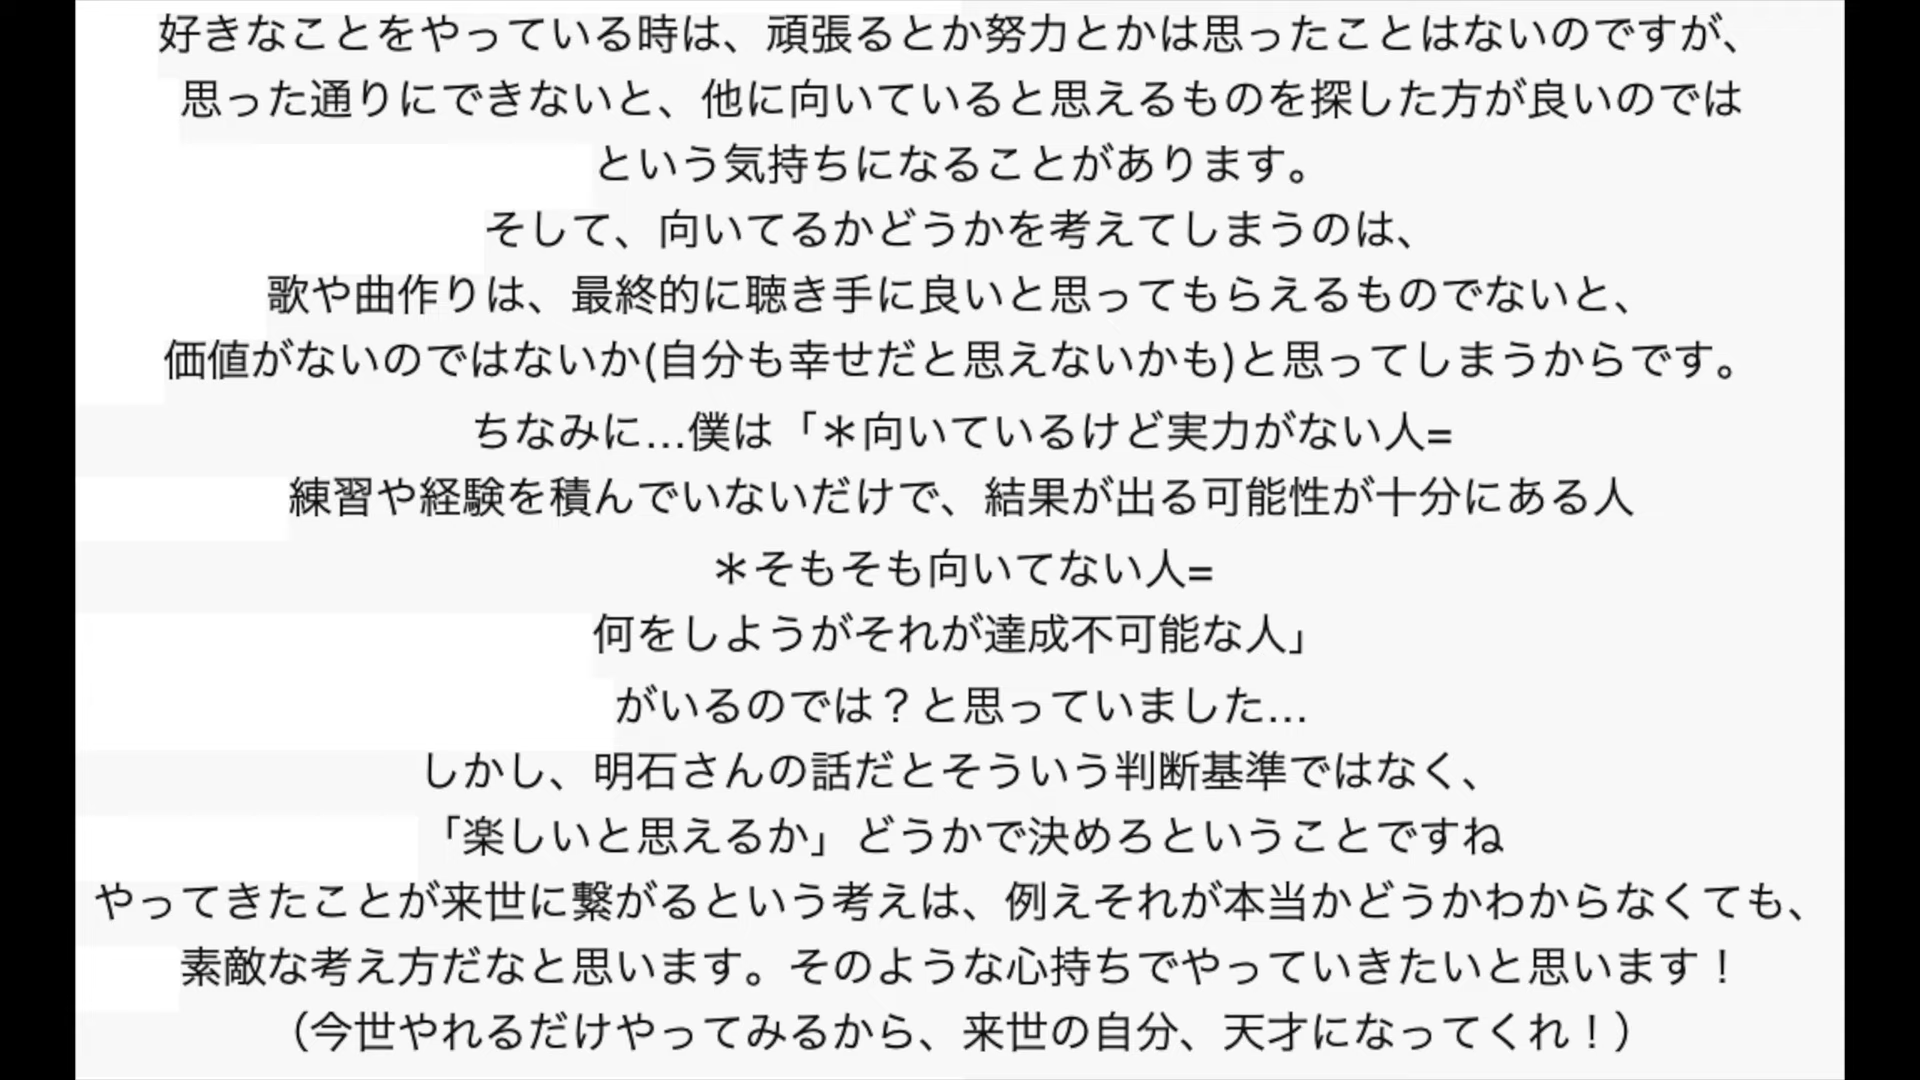 好きなことをやっている時は、頑張るとか努力とかは思ったことはないのですが、
思った通りにできないと、他に向いていると思えるものを探した方が良いのでは
という気持ちになることがあります。
そして、向いてるかどうかを考えてしまうのは、
歌や曲作りは、最終的に聴き手に良いと思ってもらえるものでないと、
価値がないのではないか(自分も幸せだと思えないかも)と思ってしまうからです。
ちなみに…僕は「＊向いているけど実力がない人=
練習や経験を積んでいないだけで、結果が出る可能性が十分にある人
＊そもそも向いてない人=
何をしようがそれが達成不可能な人」
がいるのでは？と思っていました…
しかし、明石さんの話だとそういう判断基準ではなく、
「楽しいと思えるか」どうかで決めろということですね
やってきたことが来世に繋がるという考えは、例えそれが本当かどうかわからなくても、
素敵な考え方だなと思います。そのような心持ちでやっていきたいと思います！
（今世やれるだけやってみるから、来世の自分、天才になってくれ！）